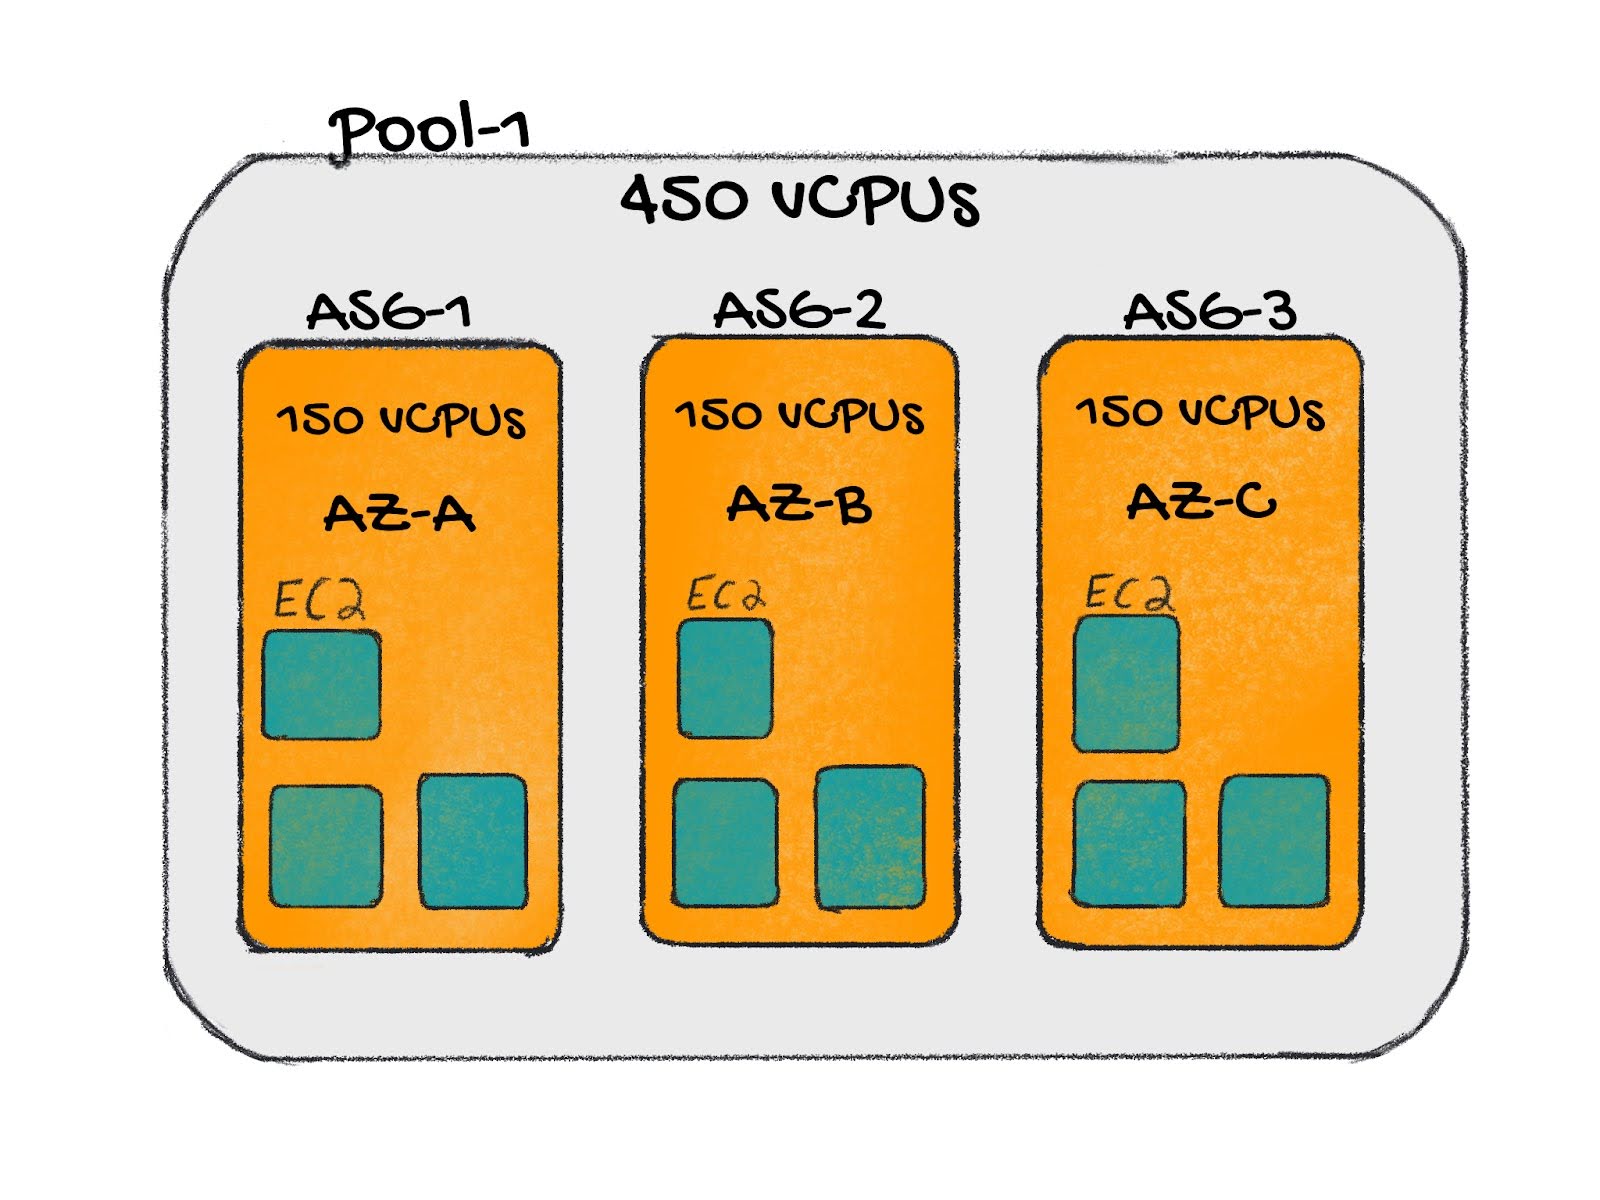 Pool-1
450 vCPUs
ASG-1
ASG-2
ASG-3
150 vCPUs
150 vCPUs
150 vCPUs
AZ-A
AZ-B
AZ-C
EC2
EC2
EC2